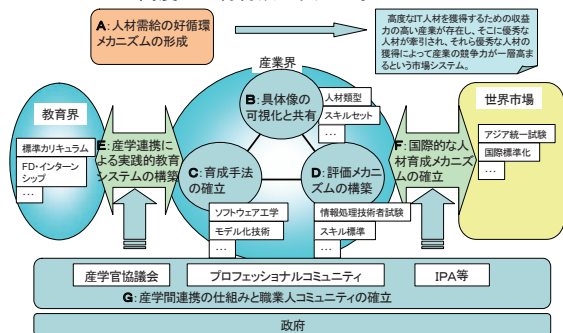 A：人材需給の好循環
メカニズムの形成
高度なIT人材を獲得するための収益
力の高い産業が存在し、そこに優秀な
人材が牽引され、それら優秀な人材の
獲得によって産業の競争力が一層高ま
るという市場システム。
産業界
教育界
世界市場
B：具体像の
可視化と共有
人材類型
スキルセット
…
標準カリキュラム
FD・インターン
シップ
…
E：産学連携に
よる実践的教育
システムの構築
C：育成手法
の確立
D：評価メカニ
ズムの構築
F：国際的な人
材育成メカニズ
ムの確立
アジア統一試験
国際標準化
…
ソフトウェア工学
モデル化技術
…
情報処理技術者試験
スキル標準
…
産学官協議会
プロフェッショナルコミュニティ
IPA等
G：産学間連携の仕組みと職業人コミュニティの確立
政府